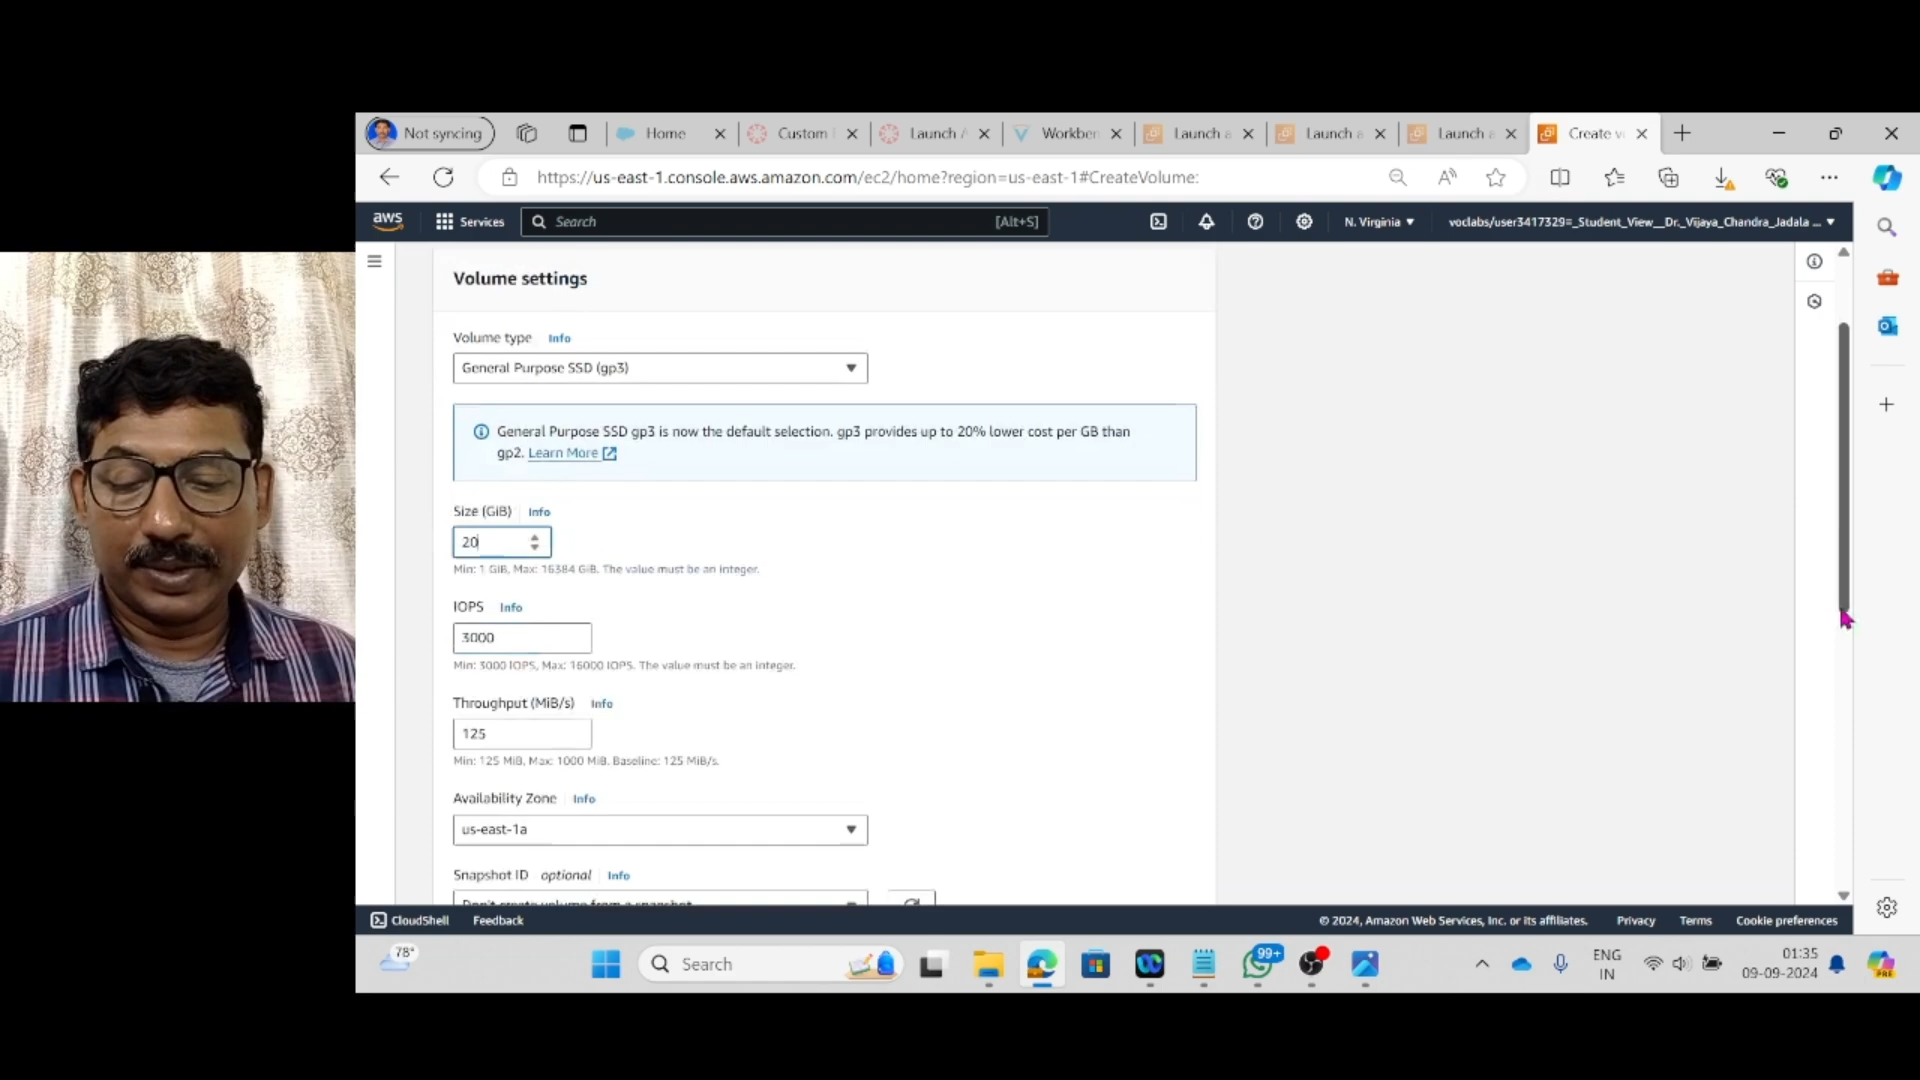 Not syncing
Home
Custom
Launch
Workben
Launch a
Launch a
Launch a
Create v
https://us-east-1.console.aws.amazon.com/ec2/home?region=us-east-1#CreateVolume:
aws
Services
Search
[Alt+S]
N. Virginia
voclabs/user3417329=_Student_View__Dr._Vijaya_Chandra_Jadala ...
Volume settings
Volume type Info
General Purpose SSD (gp3)
General Purpose SSD gp3 is now the default selection. gp3 provides up to 20% lower cost per GB than
gp2. Learn More
Size (GiB) Info
20
Min: 1 GiB, Max: 16384 GiB. The value must be an integer.
IOPS Info
3000
Min: 3000 IOPS, Max: 16000 IOPS. The value must be an integer.
Throughput (MiB/s) Info
125
Min: 125 MiB, Max: 1000 MiB. Baseline: 125 MiB/s.
Availability Zone Info
us-east-1a
Snapshot ID optional Info
Don't create volume from a snapshot
CloudShell
Feedback
© 2024, Amazon Web Services, Inc. or its affiliates.
Privacy
Terms
Cookie preferences
78°
Search
99+
ENG
IN
01:35
09-09-2024
PRE